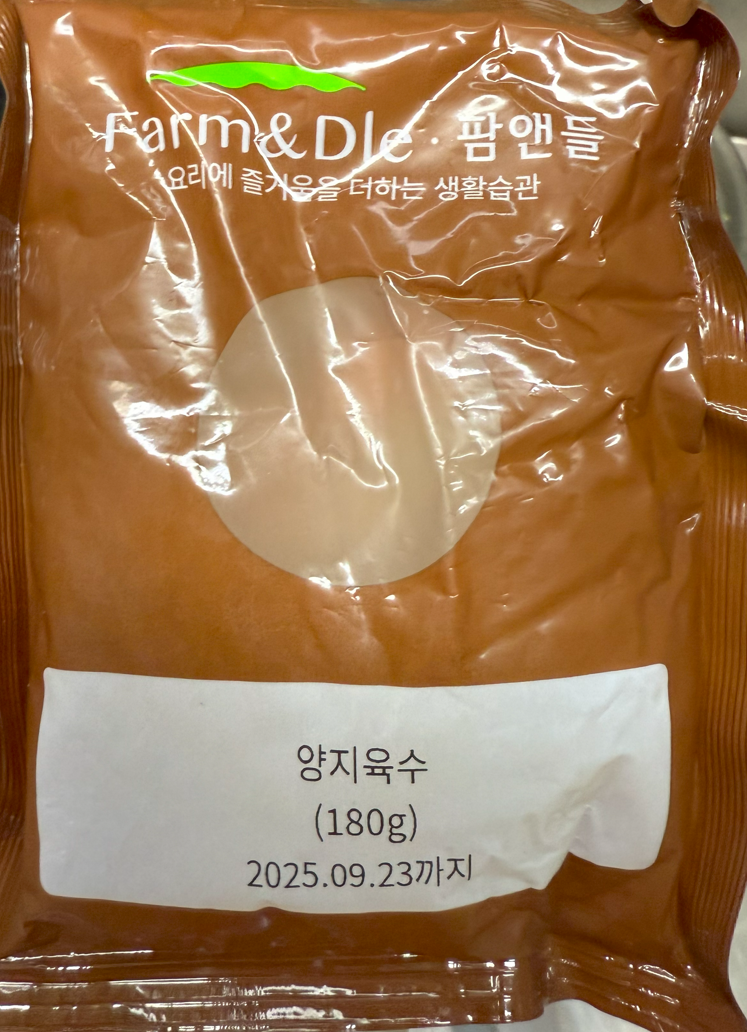 Farm&Dle · 팜앤들
요리에 즐거움을 더하는 생활습관
양지육수
(180g)
2025.09.23까지